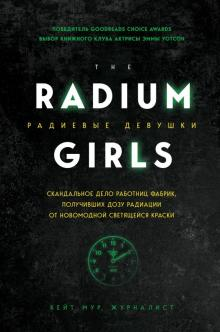 ПОБЕДИТЕЛЬ GOODREADS CHOICE AWARDS
ВЫБОР КНИЖНОГО КЛУБА АКТРИСЫ ЭММЫ УОТСОН
THE
RADIUM
РАДИЕВЫЕ ДЕВУШКИ
GIRLS
СКАНДАЛЬНОЕ ДЕЛО РАБОТНИЦ ФАБРИК,
ПОЛУЧИВШИХ ДОЗУ РАДИАЦИИ
ОТ НОВОМОДНОЙ СВЕТЯЩЕЙСЯ КРАСКИ
КЕЙТ МУР, ЖУРНАЛИСТ